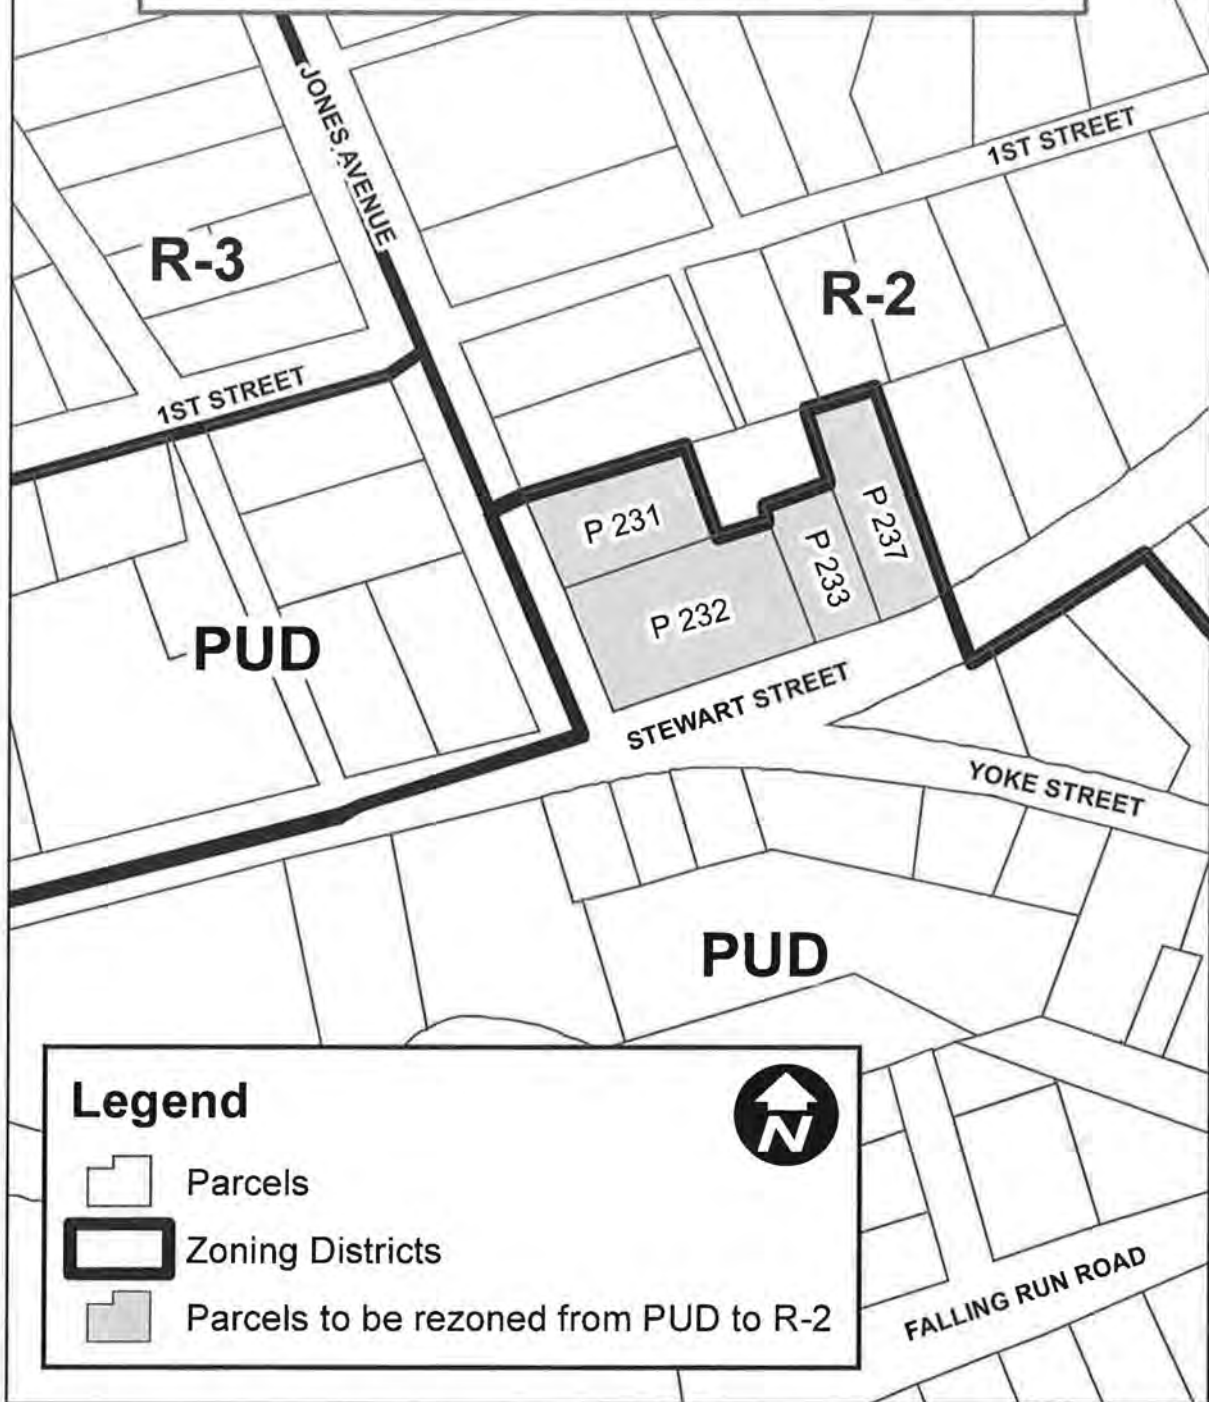 JONES AVENUE
1ST STREET
R-3
R-2
1ST STREET
P 231
P 237
P 233
P 232
PUD
STEWART STREET
YOKE STREET
PUD
Legend
N
Parcels
Zoning Districts
Parcels to be rezoned from PUD to R-2
FALLING RUN ROAD